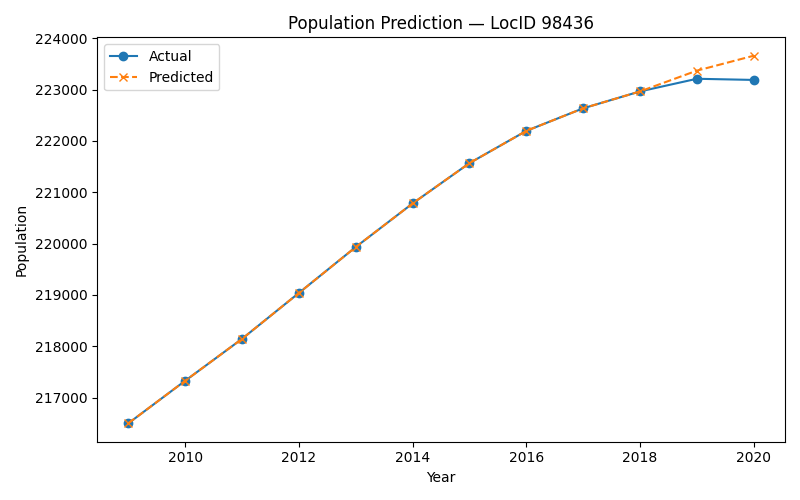 Population Prediction — LocID 98436
Actual
Predicted
Population
224000
223000
222000
221000
220000
219000
218000
217000
2010 2012 2014 2016 2018 2020
Year